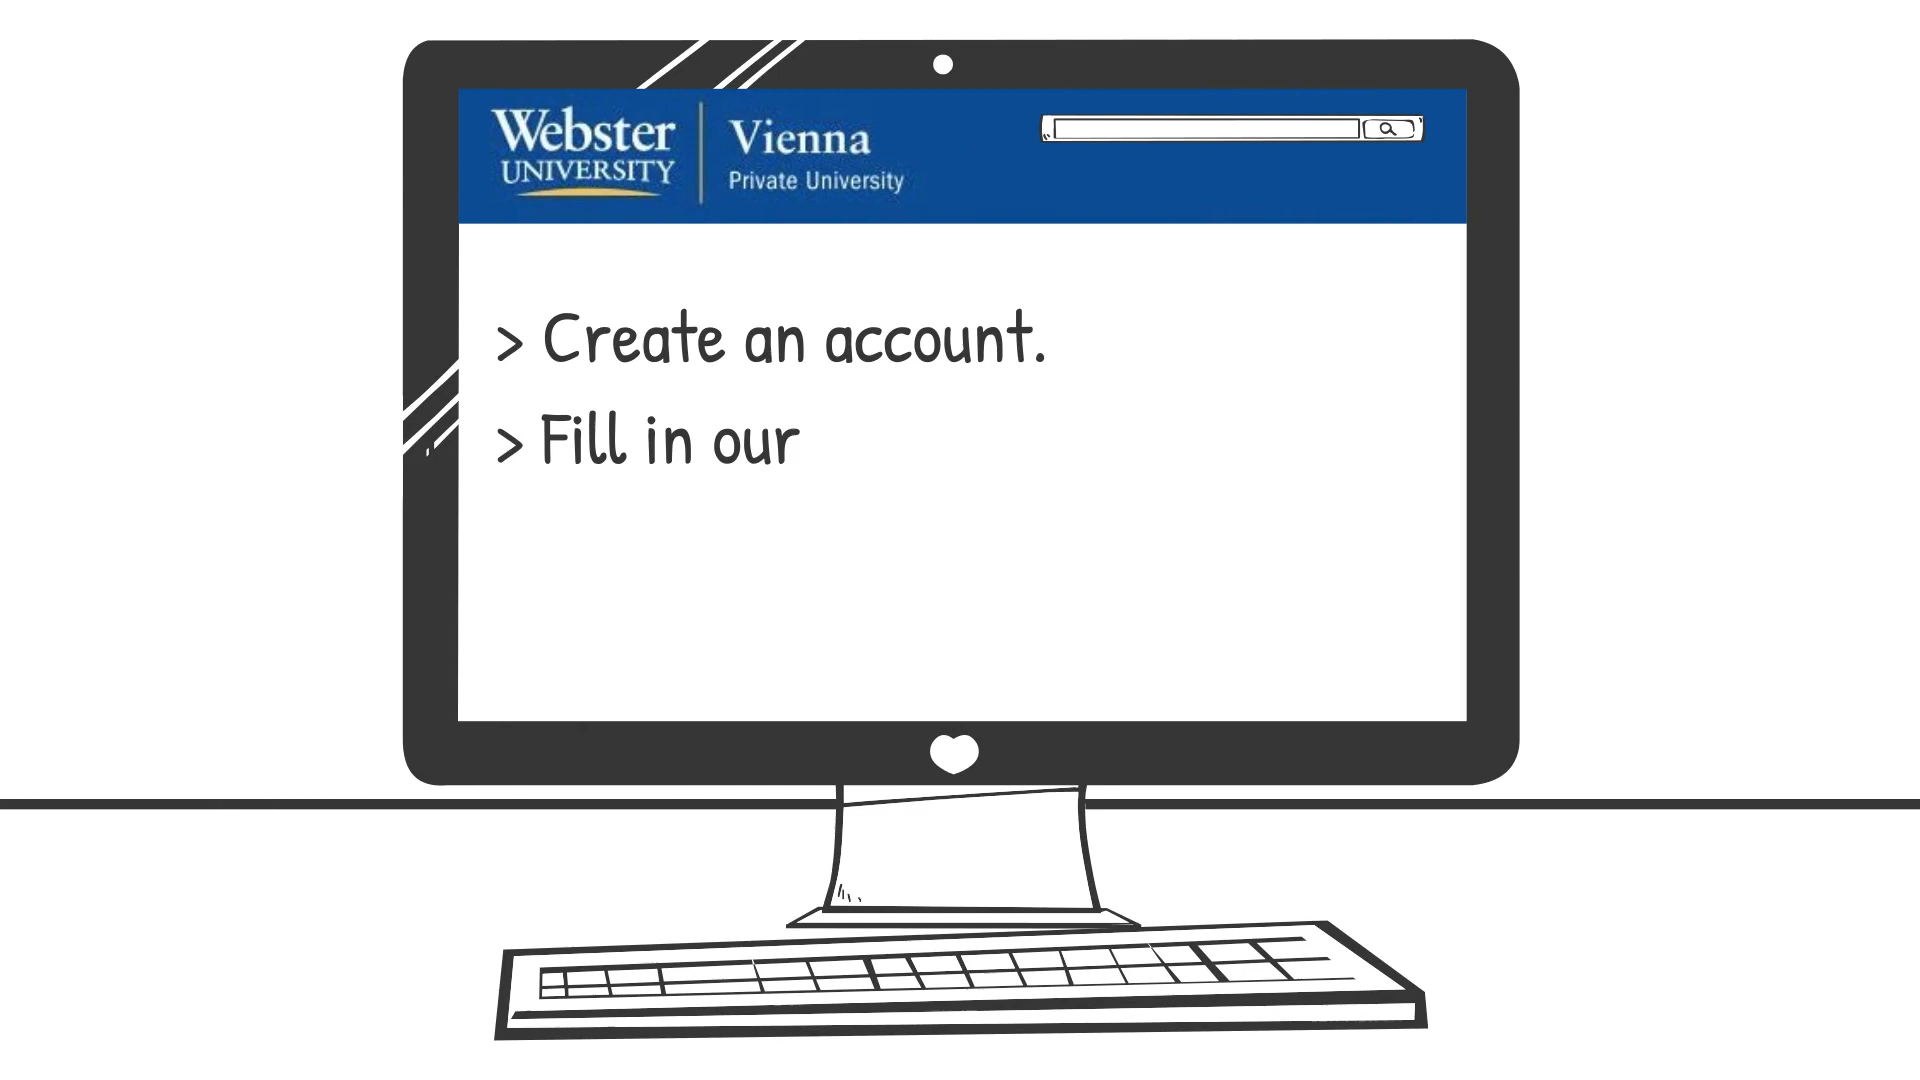 Webster
UNIVERSITY
Vienna
Private University
> Create an account.
> Fill in our